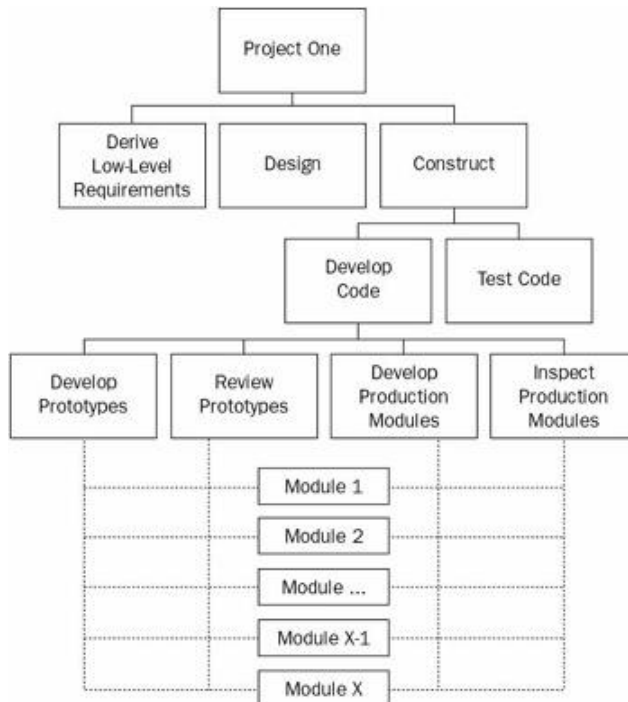 Project One
Derive
Low-Level
Requirements
Design
Construct
Develop
Code
Test Code
Develop
Prototypes
Review
Prototypes
Develop
Production
Modules
Inspect
Production
Modules
Module 1
Module 2
Module ...
Module X-1
Module X